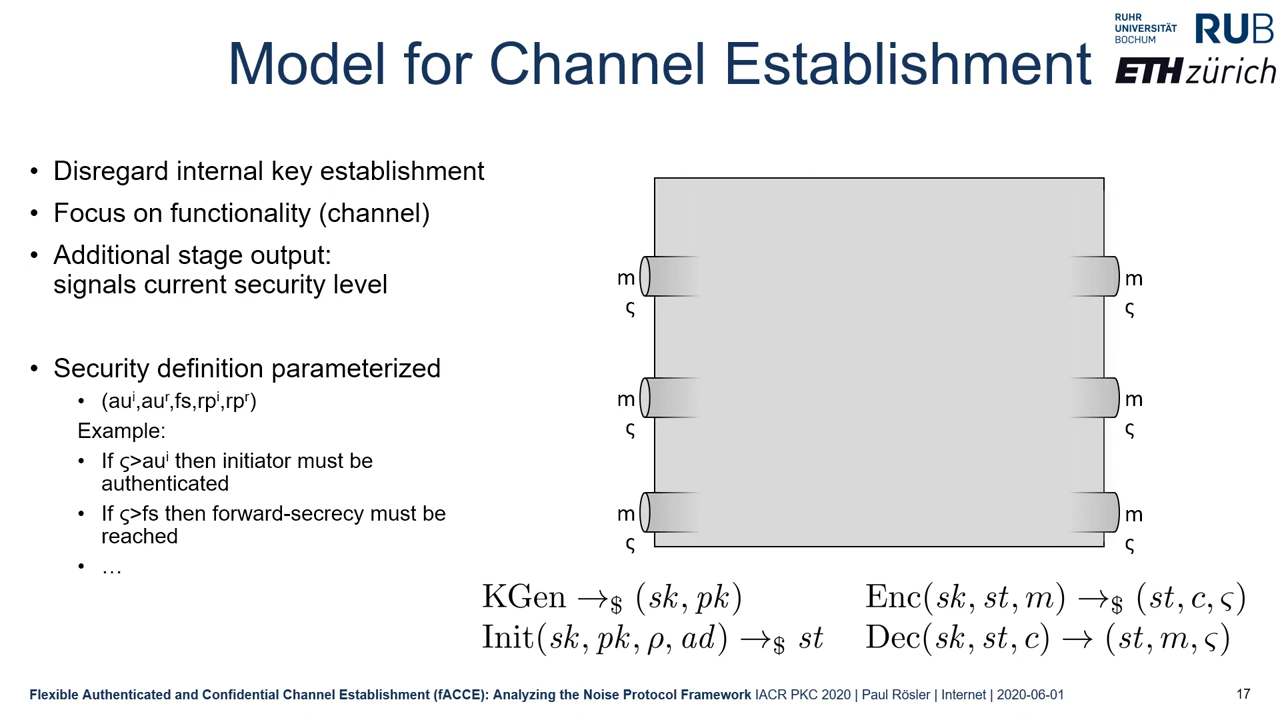 Model for Channel Establishment
RUHR
UNIVERSITÄT
BOCHUM
RUB
ETH zürich
• Disregard internal key establishment
• Focus on functionality (channel)
• Additional stage output:
signals current security level
• Security definition parameterized
• (auⁱ,auʳ,fs,rpⁱ,rpʳ)
Example:
• If ς>auⁱ then initiator must be
authenticated
• If ς>fs then forward-secrecy must be
reached
• …
m
ς
m
ς
m
ς
m
ς
m
ς
m
ς
KGen →$ (sk, pk)
Init(sk, pk, ρ, ad) →$ st
Enc(sk, st, m) →$ (st, c, ς)
Dec(sk, st, c) → (st, m, ς)
Flexible Authenticated and Confidential Channel Establishment (fACCE): Analyzing the Noise Protocol Framework IACR PKC 2020 | Paul Rösler | Internet | 2020-06-01
17